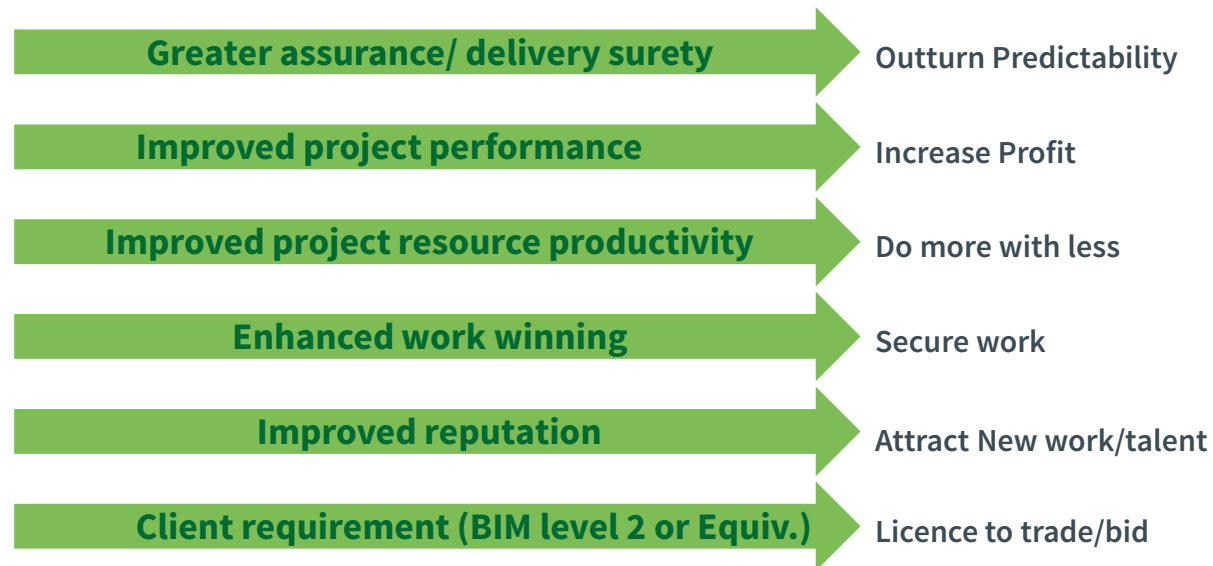 Greater assurance/ delivery surety
Outturn Predictability
Improved project performance
Increase Profit
Improved project resource productivity
Do more with less
Enhanced work winning
Secure work
Improved reputation
Attract New work/talent
Client requirement (BIM level 2 or Equiv.)
Licence to trade/bid